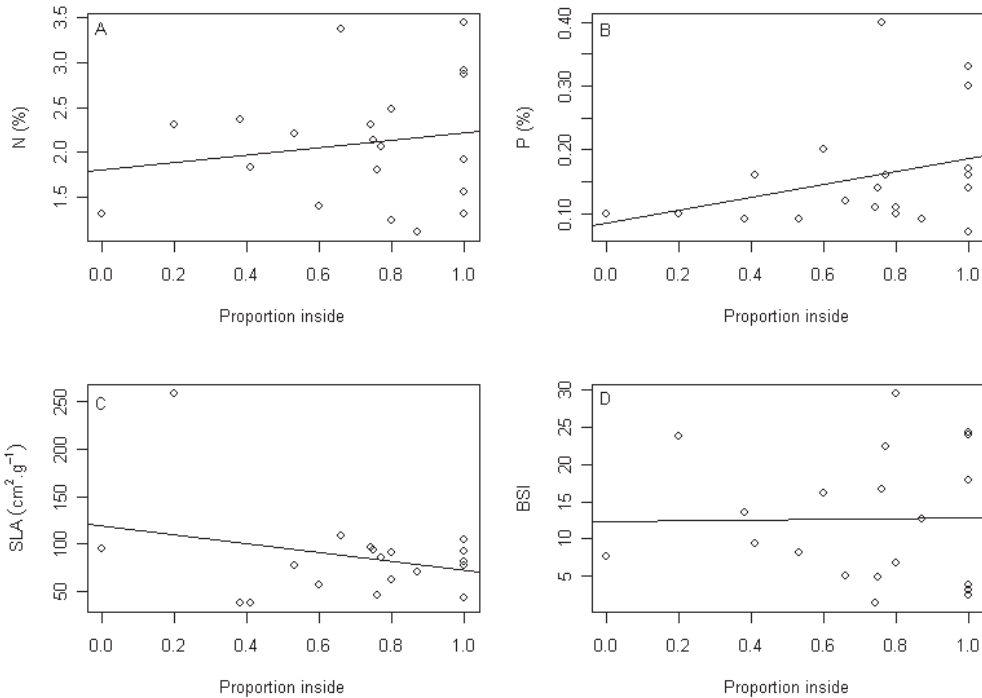 A
N (%)
1.5 2.0 2.5 3.0 3.5
0.0 0.2 0.4 0.6 0.8 1.0
Proportion inside
B
P (%)
0.10 0.20 0.30 0.40
0.0 0.2 0.4 0.6 0.8 1.0
Proportion inside
C
SLA (cm².g⁻¹)
50 100 150 200 250
0.0 0.2 0.4 0.6 0.8 1.0
Proportion inside
D
BSI
5 10 15 20 25 30
0.0 0.2 0.4 0.6 0.8 1.0
Proportion inside